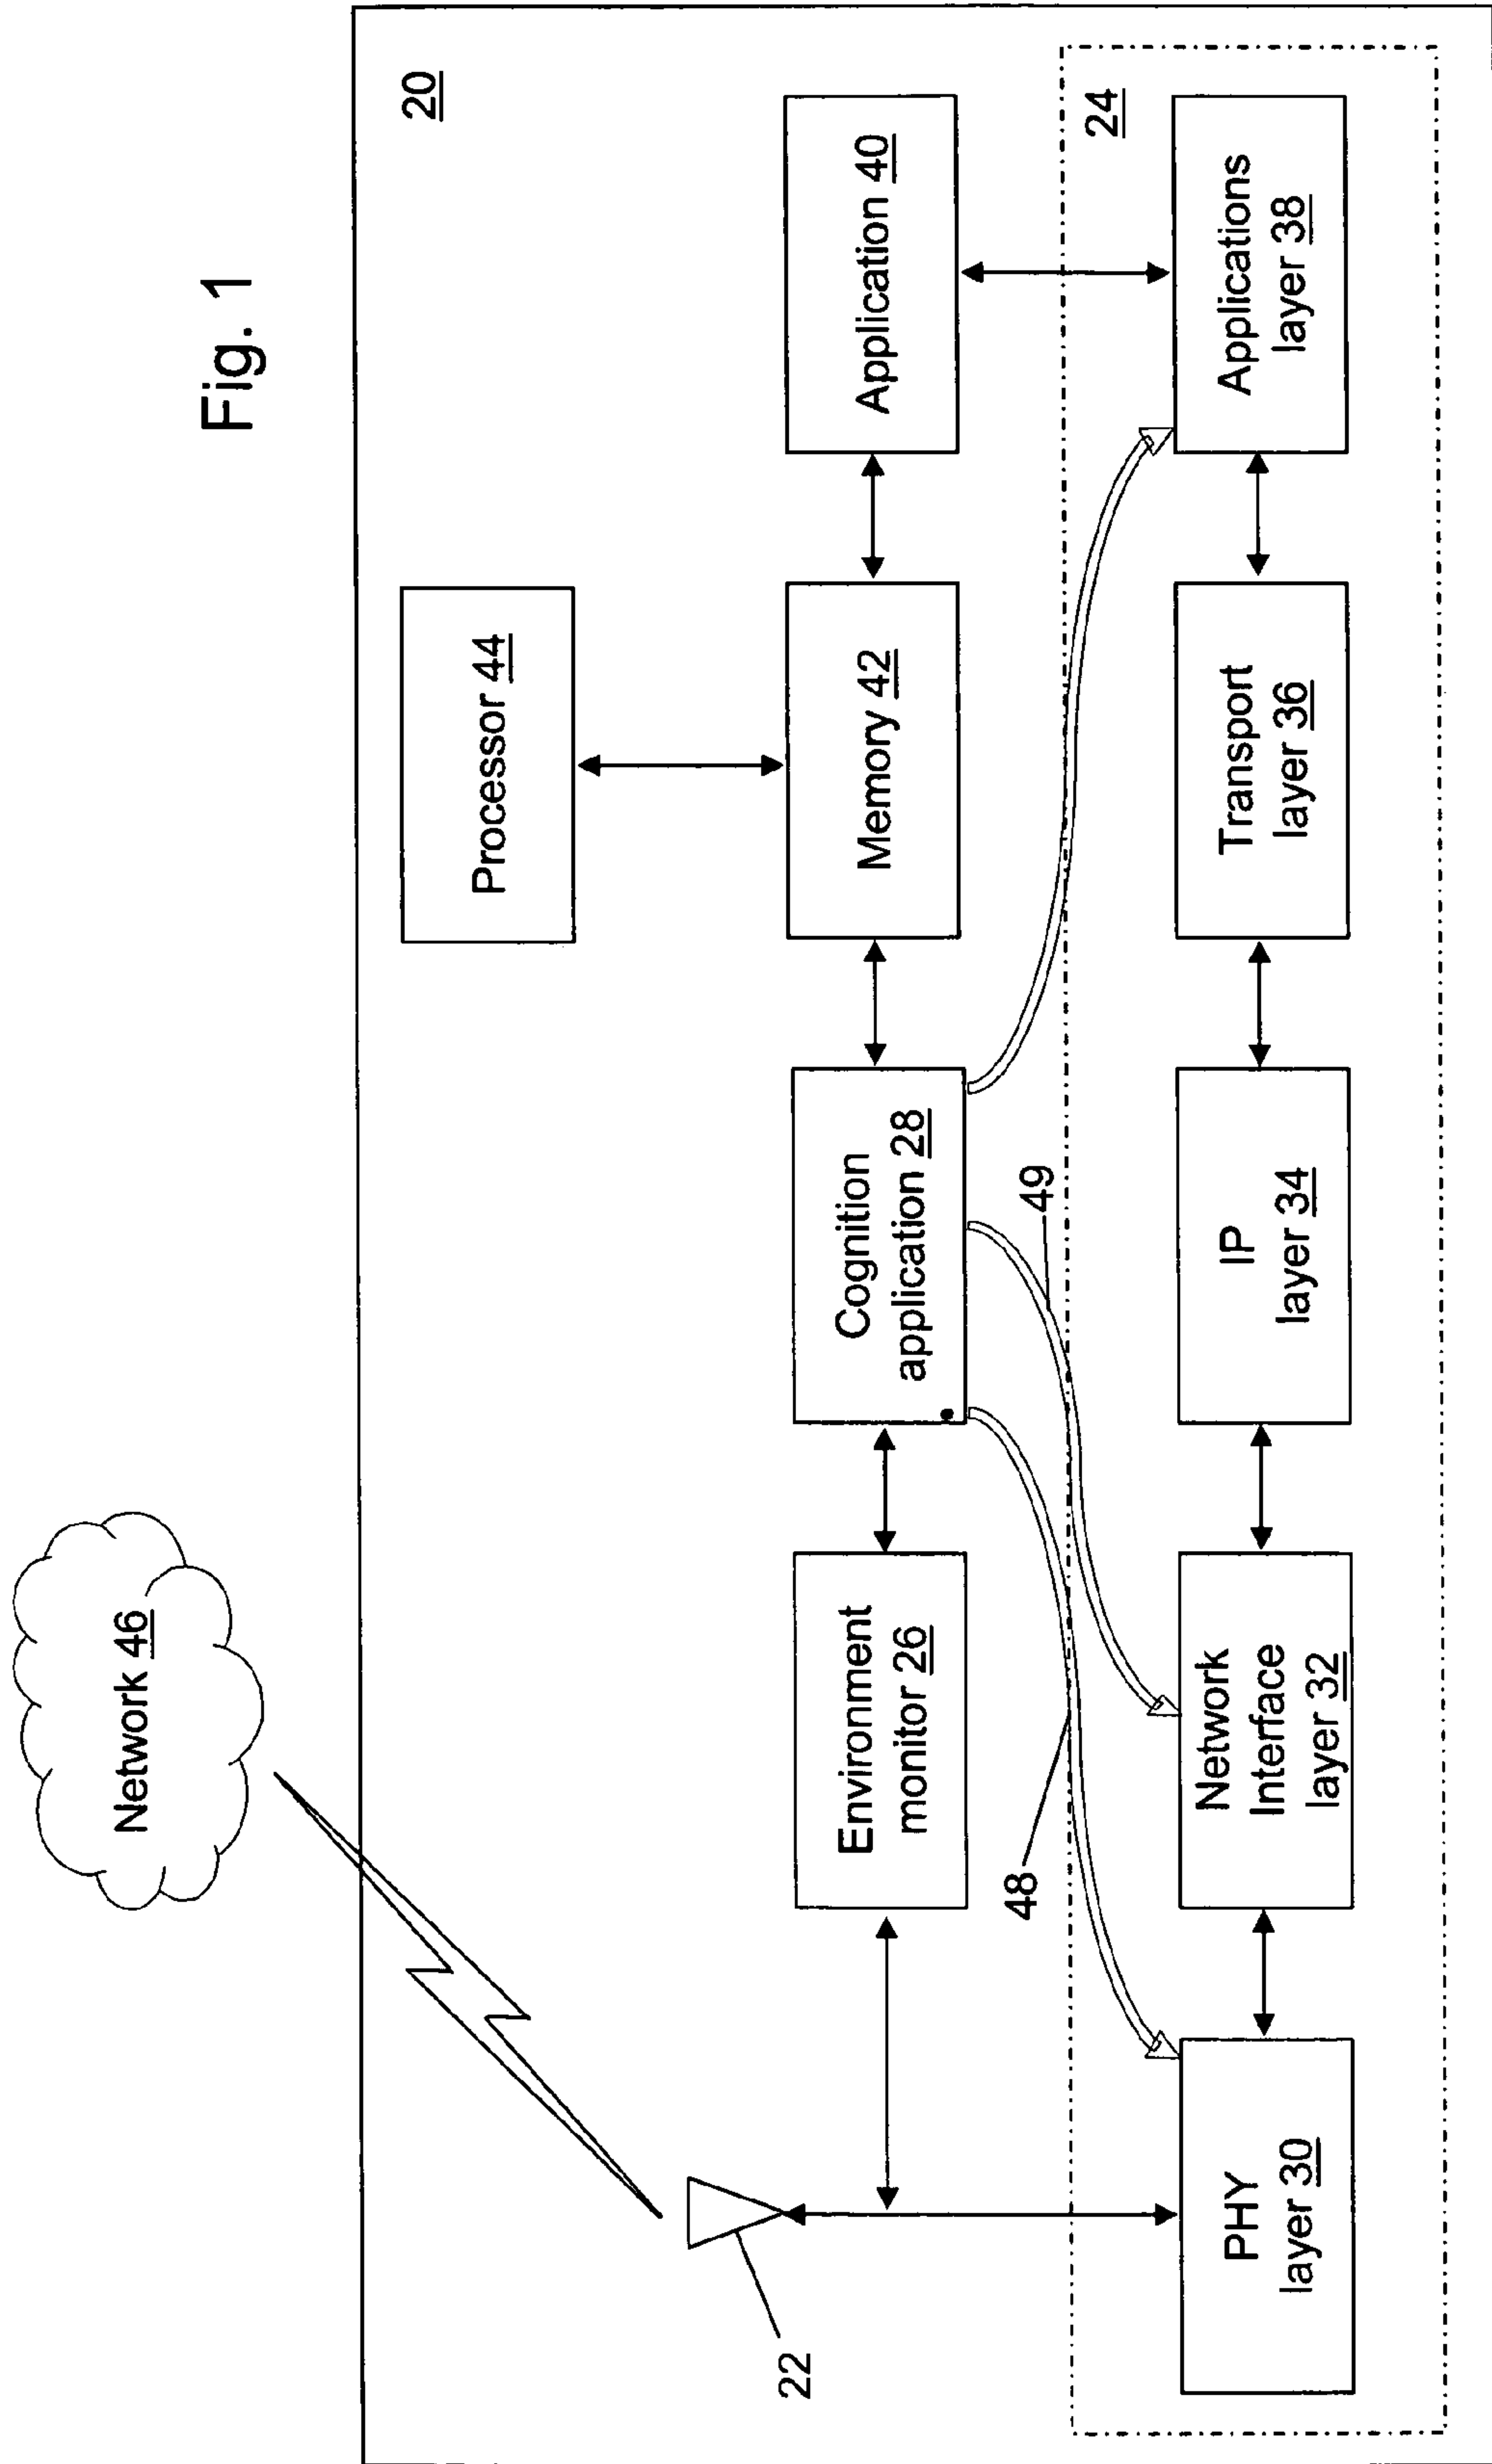 Fig. 1
Network 46
20
Processor 44
Environment
monitor 26
Cognition
application 28
Memory 42
Application 40
22
48
49
24
PHY
layer 30
Network
Interface
layer 32
IP
layer 34
Transport
layer 36
Applications
layer 38